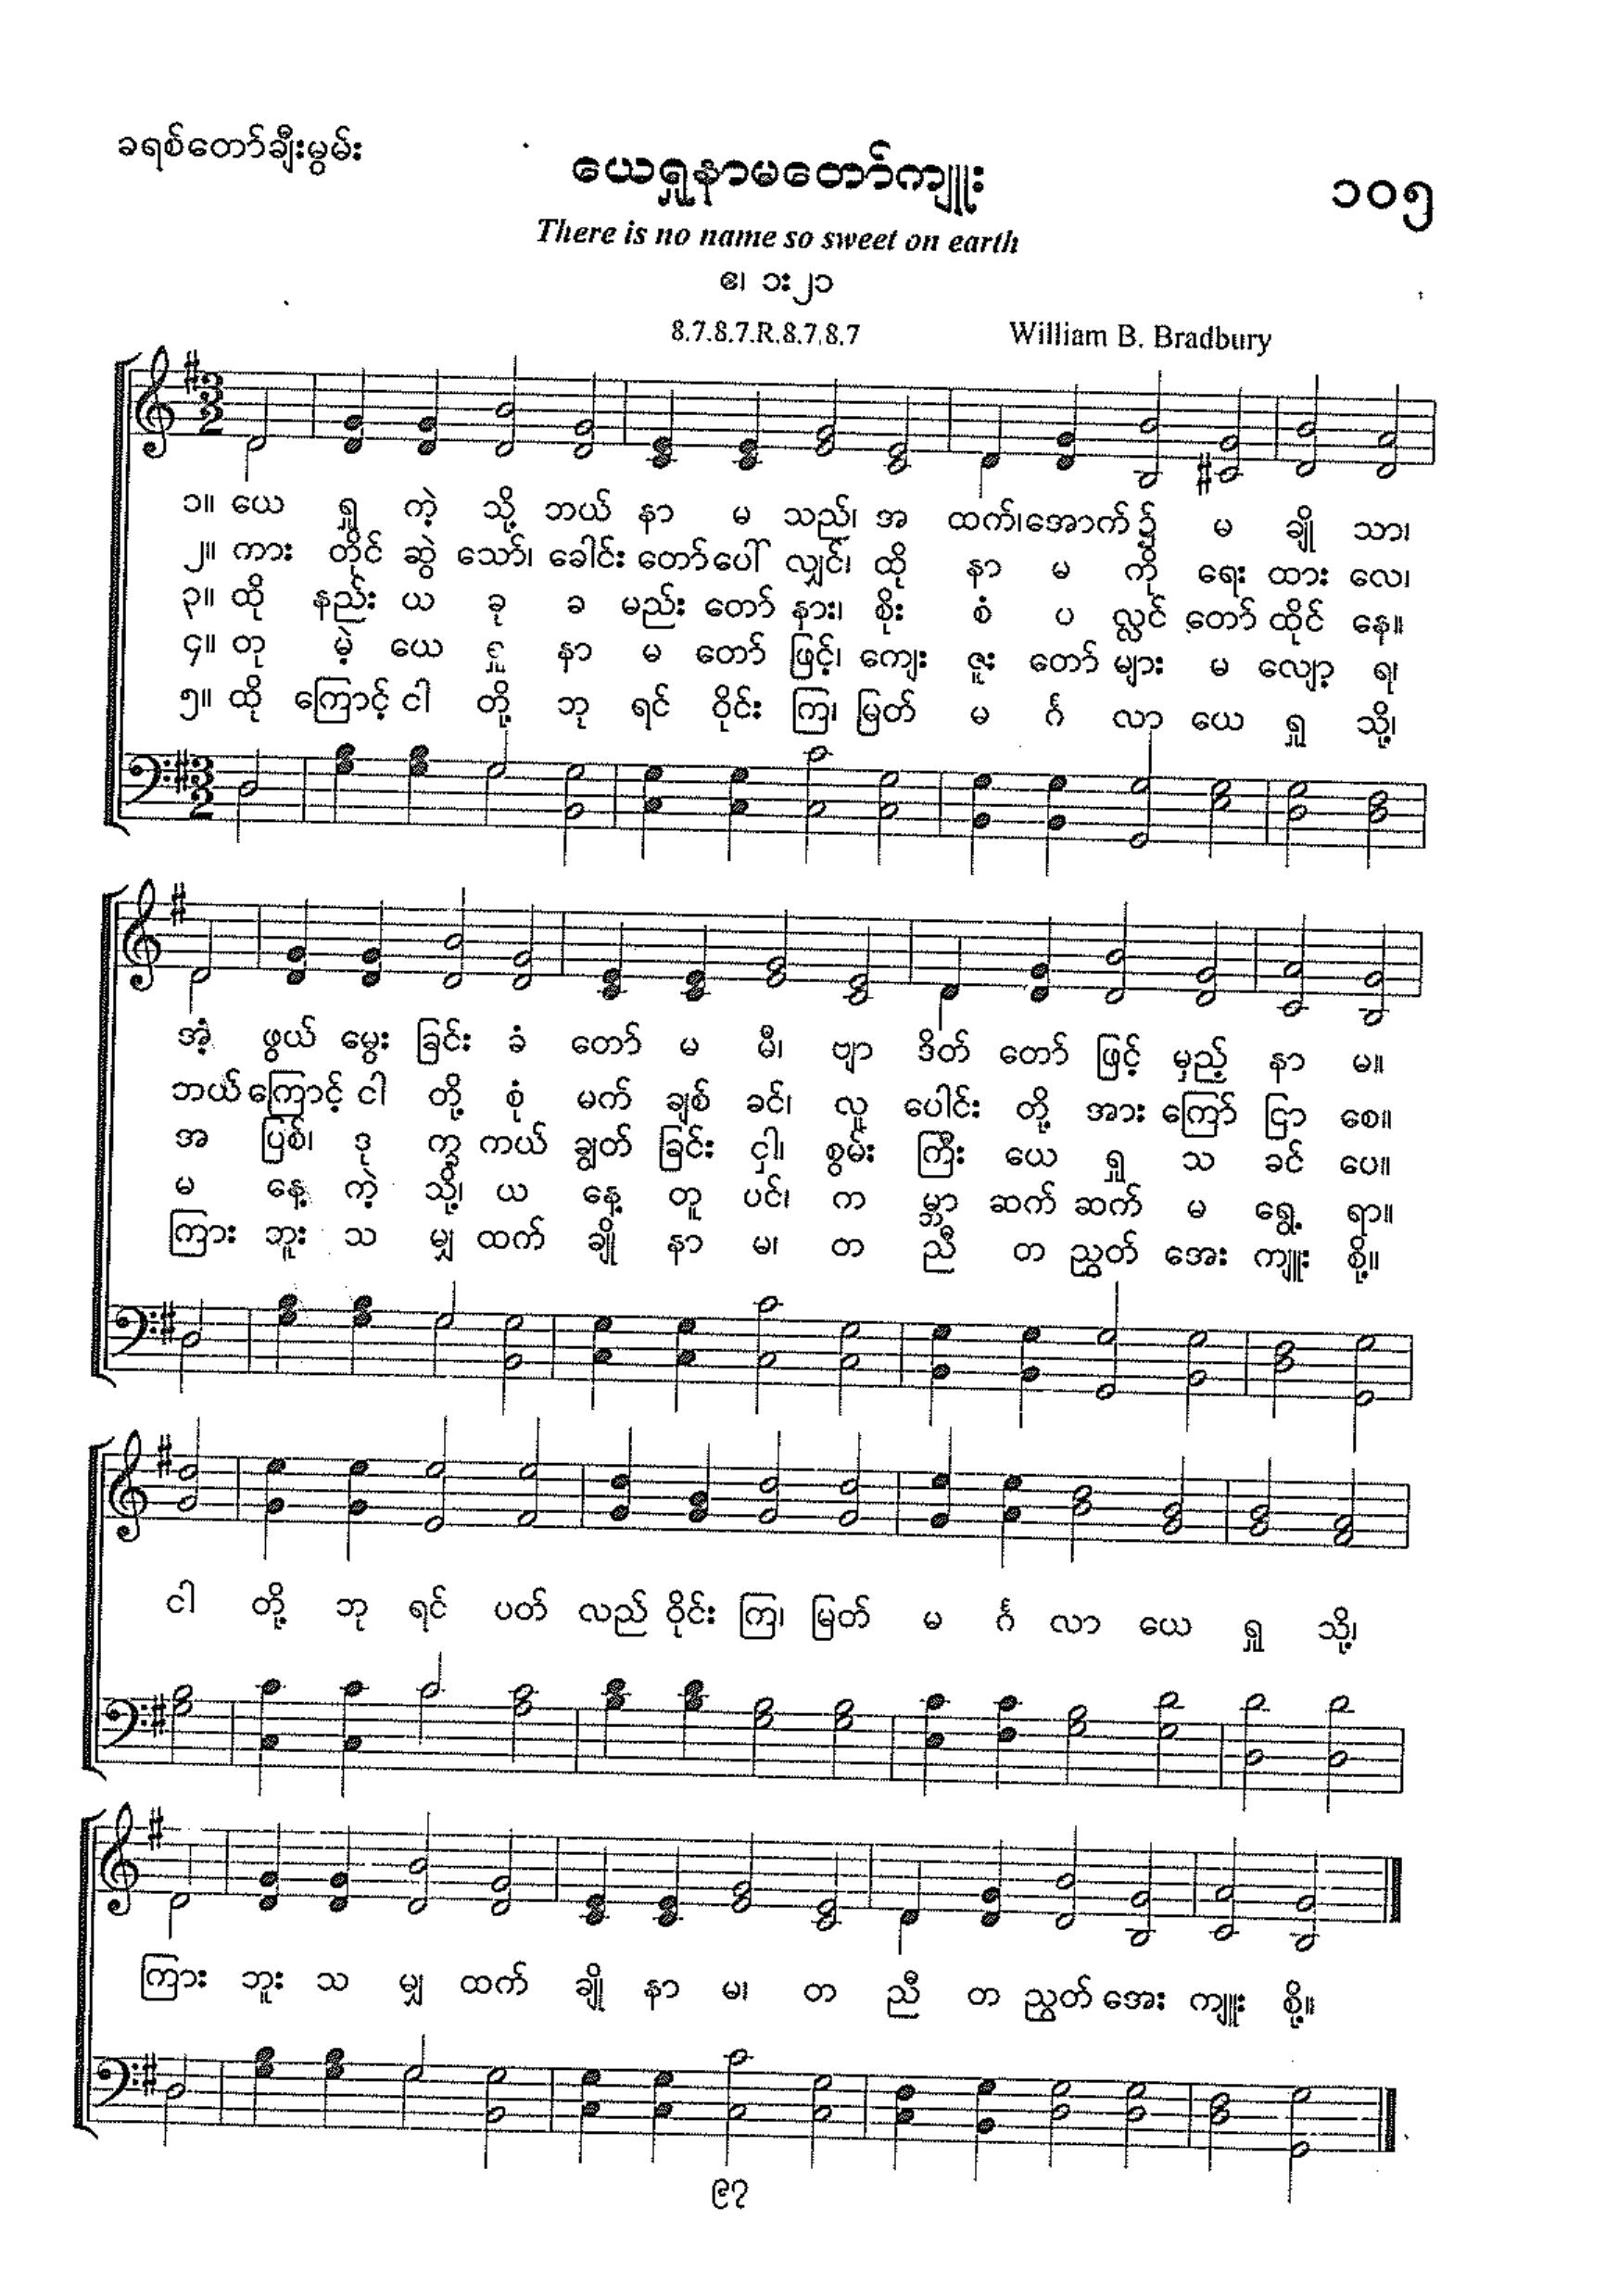 ခရစ်တော်ချီးမွမ်း
ယေရှုနာမတော်ကျူး
၁၀၅
There is no name so sweet on earth
ဧ၊ ၁း၂၁
8.7.8.7.R.8.7.8.7
William B. Bradbury
၁။ ယေ ရှု ကဲ့ သို့ ဘယ် နာ မ သည်၊ အ ထက်၊အောက် ၌ မ ချို သာ၊
၂။ ကား တိုင် ဆွဲ သော်၊ ခေါင်း တော်ပေါ် လျှင်၊ ထို နာ မ ကို ရေး ထား လေ၊
၃။ ထို နည်း ယ ခု ခ မည်း တော် နား၊ စိုး စံ ပ လ္လင် တော် ထိုင် နေ။
၄။ တု မဲ့ ယေ ရှု နာ မ တော် ဖြင့်၊ ကျေး ဇူး တော် များ မ လျော့ ရ၊
၅။ ထို ကြောင့် ငါ တို့ ဘု ရင် ဝိုင်း ကြ၊ မြတ် မ င်္ဂ လာ ယေ ရှု သို့၊
အံ့ ဖွယ် မွေး ခြင်း ခံ တော် မ မီ၊ ဗျာ ဒိတ် တော် ဖြင့် မှည့် နာ မ။
ဘယ် ကြောင့် ငါ တို့ စုံ မက် ချစ် ခင်၊ လူ ပေါင်း တို့ အား ကြော် ငြာ စေ။
အ ပြစ်၊ ဒု က္ခ ကယ် ချွတ် ခြင်း ငှါ၊ စွမ်း ကြီး ယေ ရှု သ ခင် ပေ။
မ နေ့ ကဲ့ သို့၊ ယ နေ့ တူ ပင်၊ က မ္ဘာ ဆက် ဆက် မ ရွေ့ ရာ။
ကြား ဘူး သ မျှ ထက် ချို နာ မ၊ တ ညီ တ ညွတ် အေး ကျူး စို့။
ငါ တို့ ဘု ရင် ပတ် လည် ဝိုင်း ကြ၊ မြတ် မ င်္ဂ လာ ယေ ရှု သို့၊
ကြား ဘူး သ မျှ ထက် ချို နာ မ၊ တ ညီ တ ညွတ် အေး ကျူး စို့။
၉၇